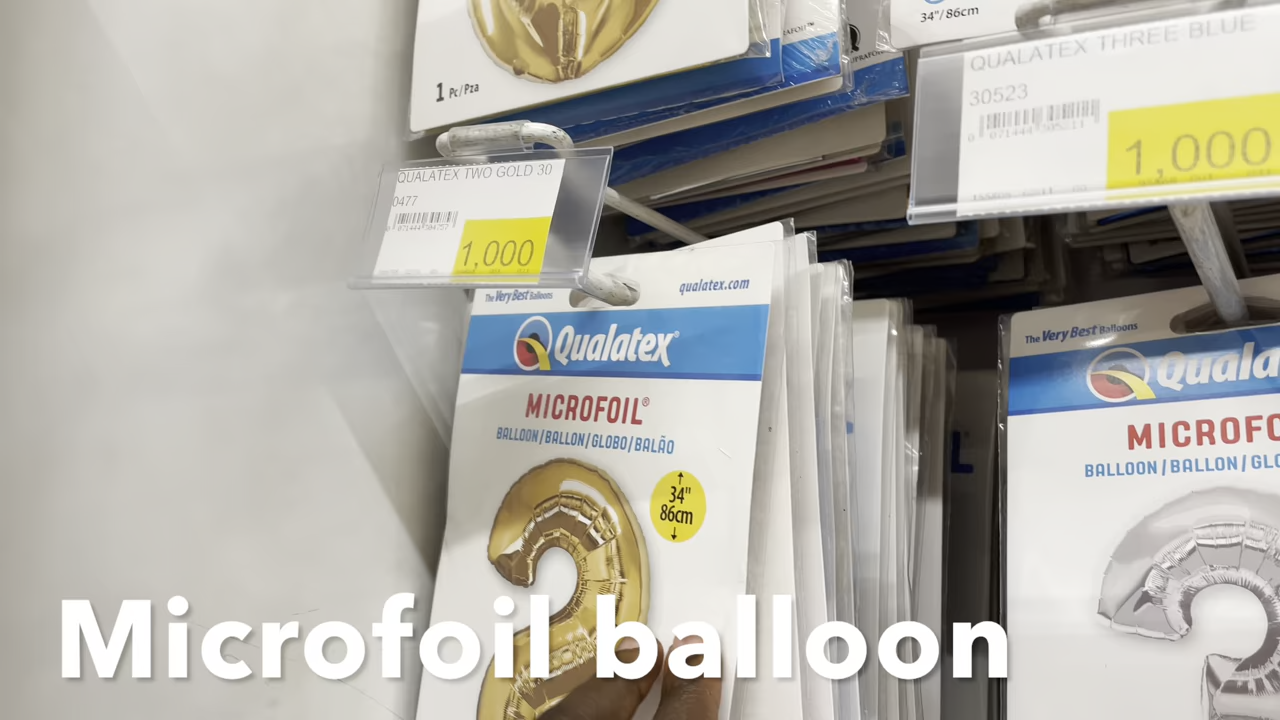 1 Pc/Pza
34"/86cm
QUALATEX THREE BLUE
30523
1,000
QUALATEX TWO GOLD 30
0477
1,000
The Very Best Balloons
qualatex.com
Qualatex®
MICROFOIL®
BALLOON/BALLON/GLOBO/BALÃO
34"
86cm
The Very Best Balloons
Quala
MICROFO
BALLOON/BALLON/GLO
Microfoil balloon